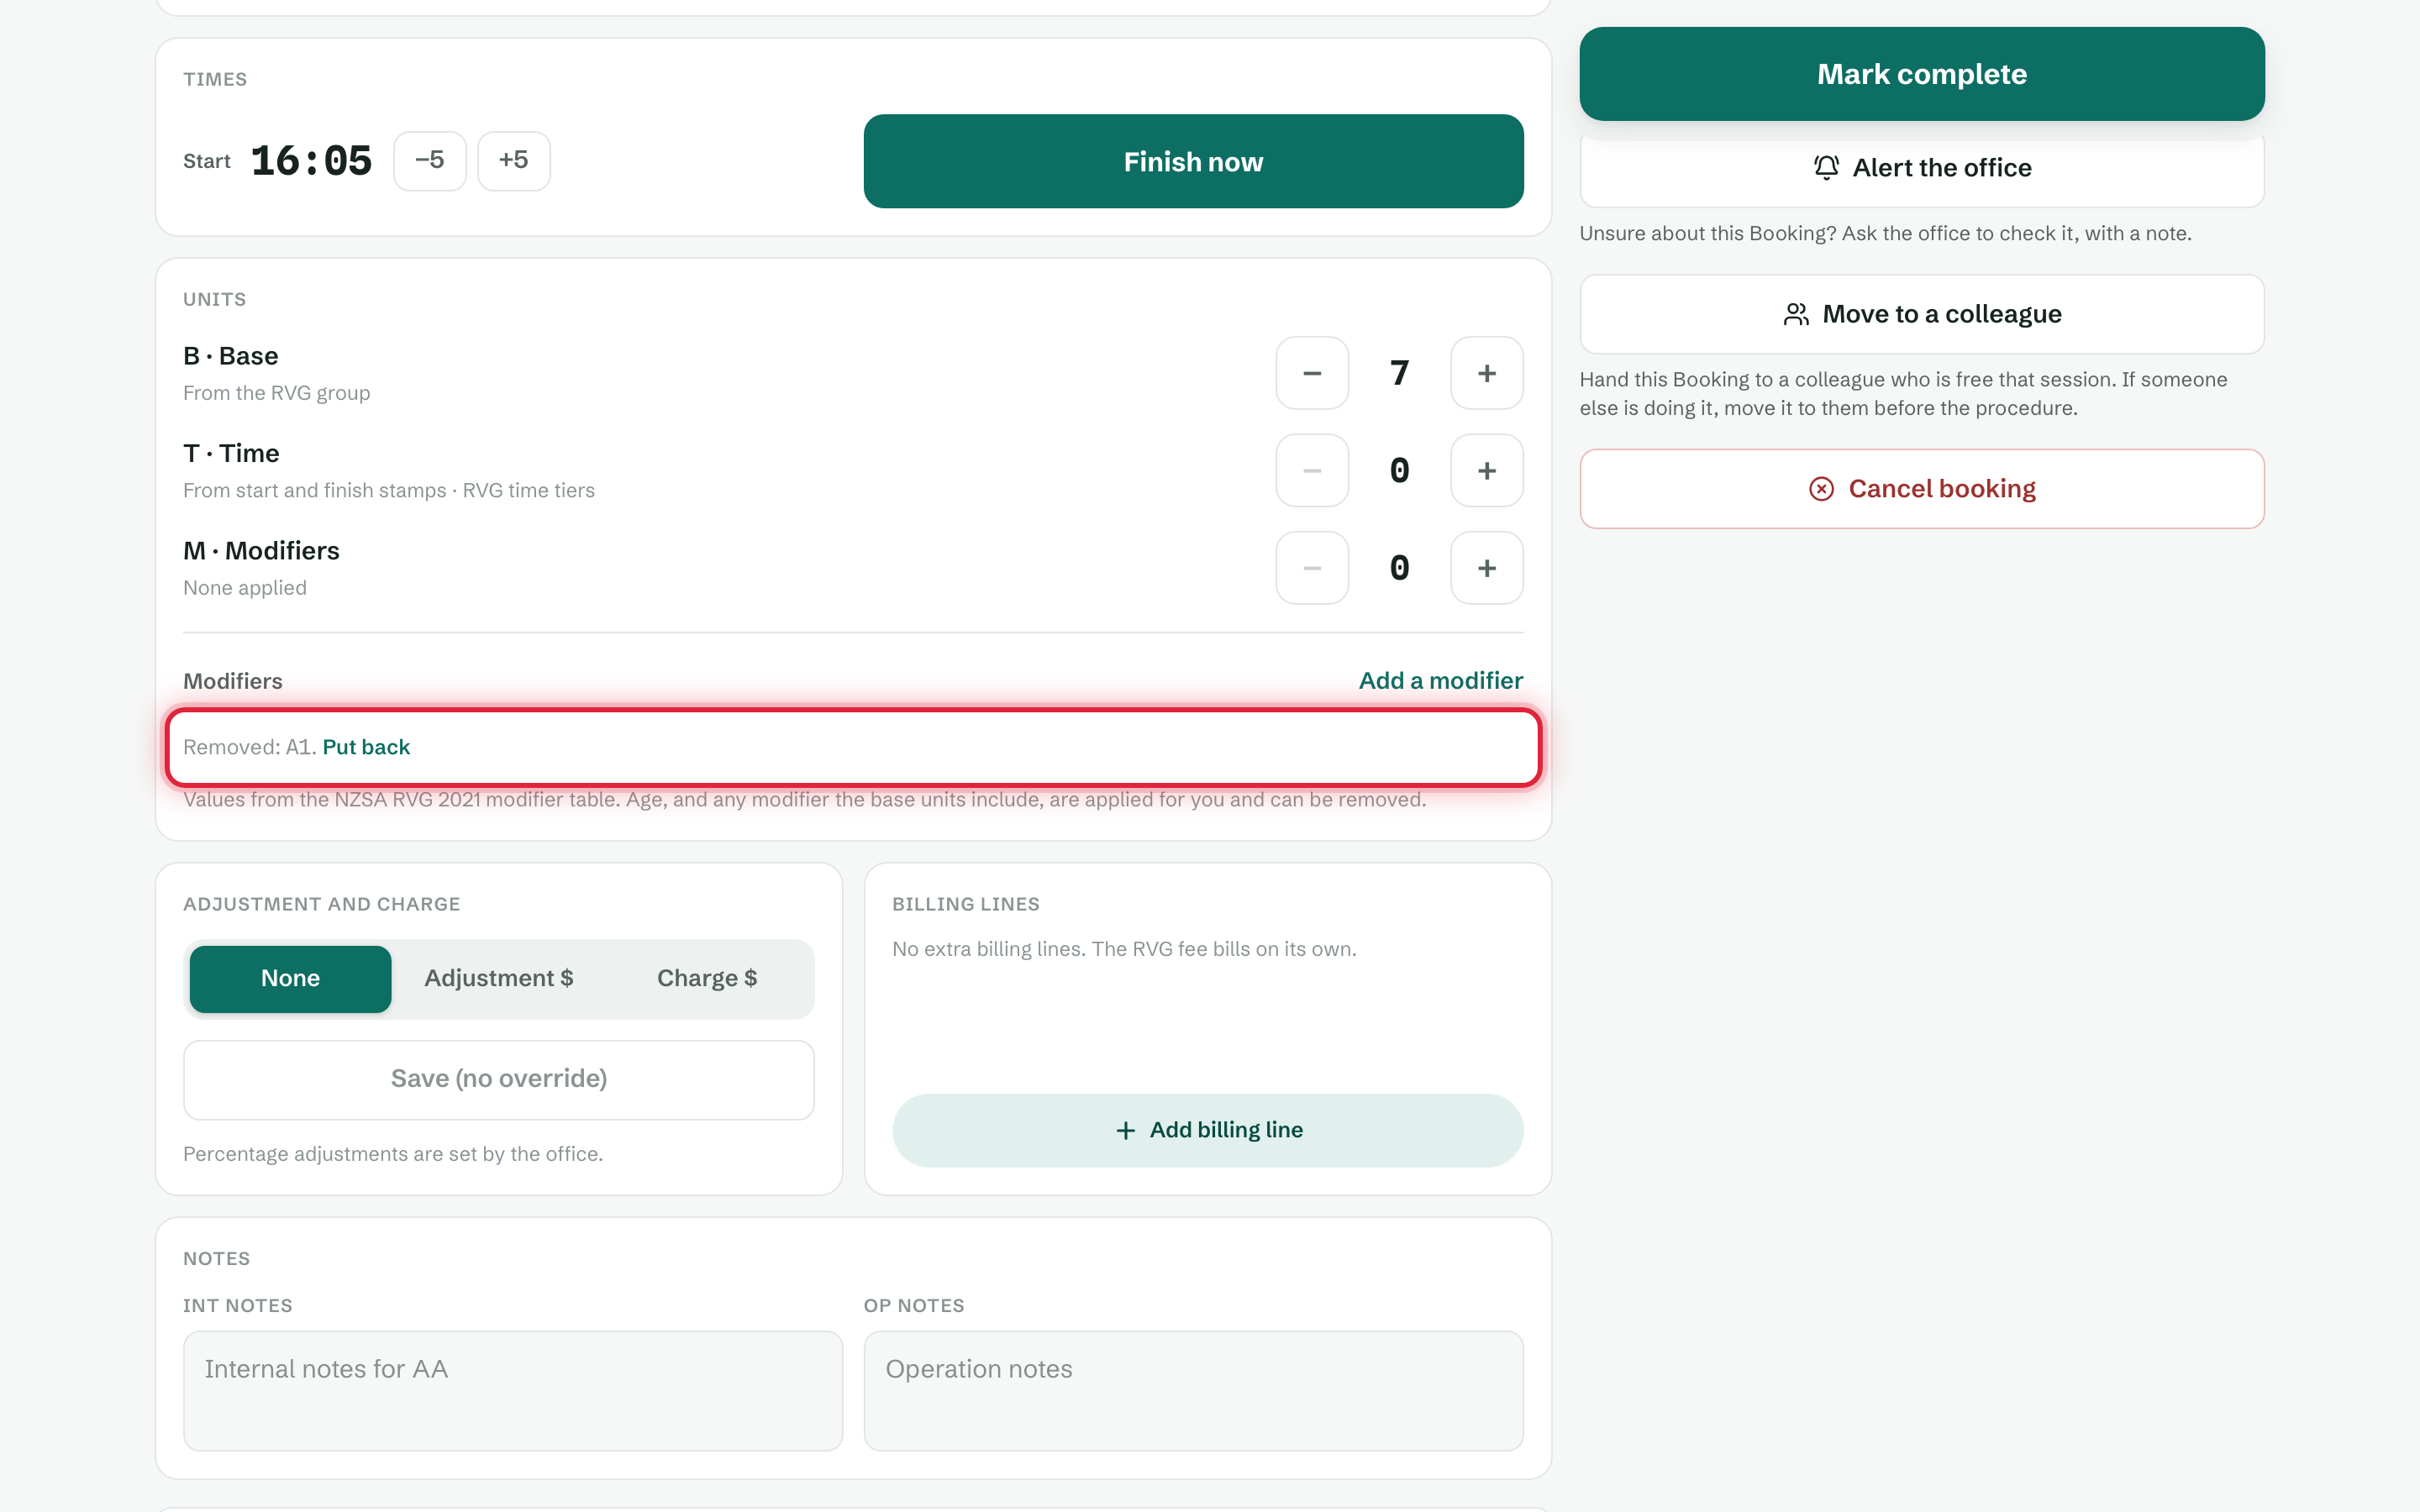 TIMES
Start 16:05 −5 +5
Finish now
UNITS
B · Base
From the RVG group
− 7 +
T · Time
From start and finish stamps · RVG time tiers
− 0 +
M · Modifiers
None applied
− 0 +
Modifiers
Add a modifier
Removed: A1. Put back
Values from the NZSA RVG 2021 modifier table. Age, and any modifier the base units include, are applied for you and can be removed.
ADJUSTMENT AND CHARGE
None Adjustment $ Charge $
Save (no override)
Percentage adjustments are set by the office.
BILLING LINES
No extra billing lines. The RVG fee bills on its own.
+ Add billing line
NOTES
INT NOTES
Internal notes for AA
OP NOTES
Operation notes
Mark complete
Alert the office
Unsure about this Booking? Ask the office to check it, with a note.
Move to a colleague
Hand this Booking to a colleague who is free that session. If someone
else is doing it, move it to them before the procedure.
Cancel booking